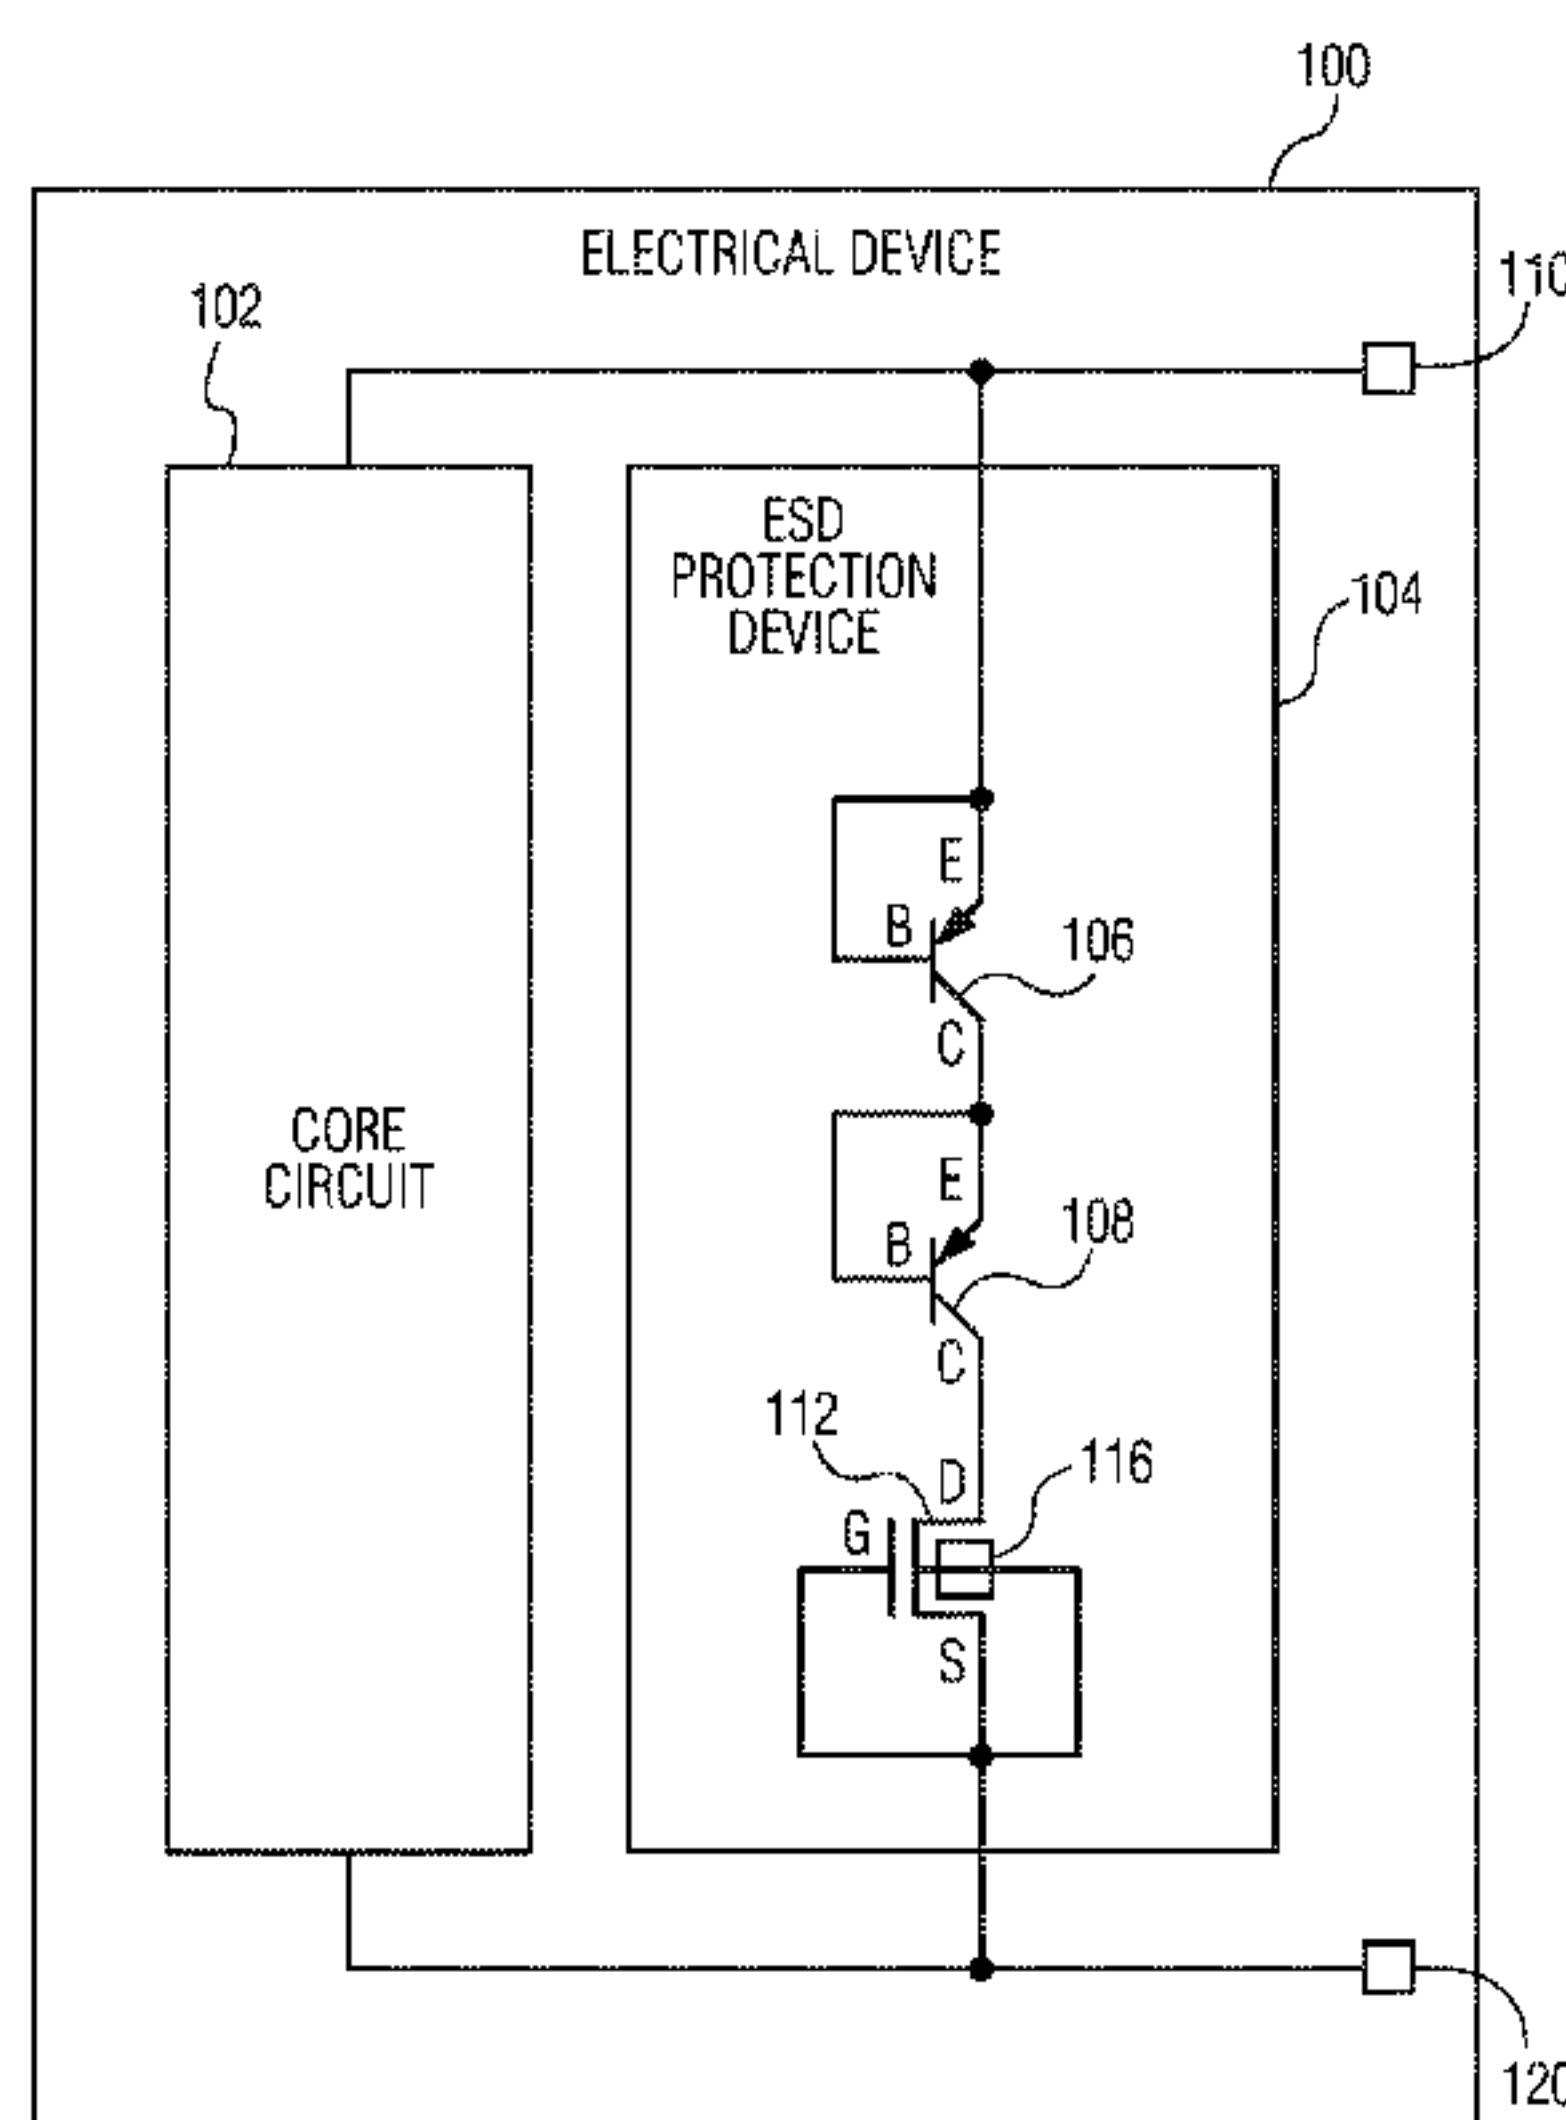 100
ELECTRICAL DEVICE
110
102
ESD
PROTECTION
DEVICE
104
E
B
106
C
CORE
CIRCUIT
E
B
108
C
112
D
116
G
S
120